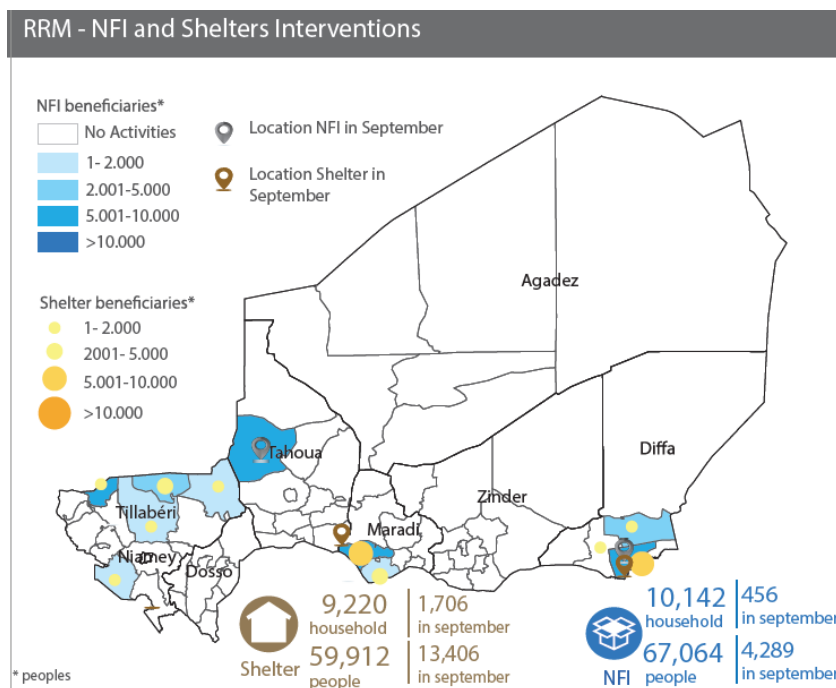 RRM - NFI and Shelters Interventions
NFI beneficiaries*
No Activities
1- 2.000
2.001-5.000
5.001-10.000
>10.000
Location NFI in September
Location Shelter in
September
Shelter beneficiaries*
1- 2.000
2001- 5.000
5.001-10.000
>10.000
Agadez
Diffa
Tahoua
Zinder
Maradi
Tillabéri
Niamey
Dosso
Shelter
9,220
household
1,706
in september
59,912
people
13,406
in september
NFI
10,142
household
456
in september
67,064
people
4,289
in september
* peoples